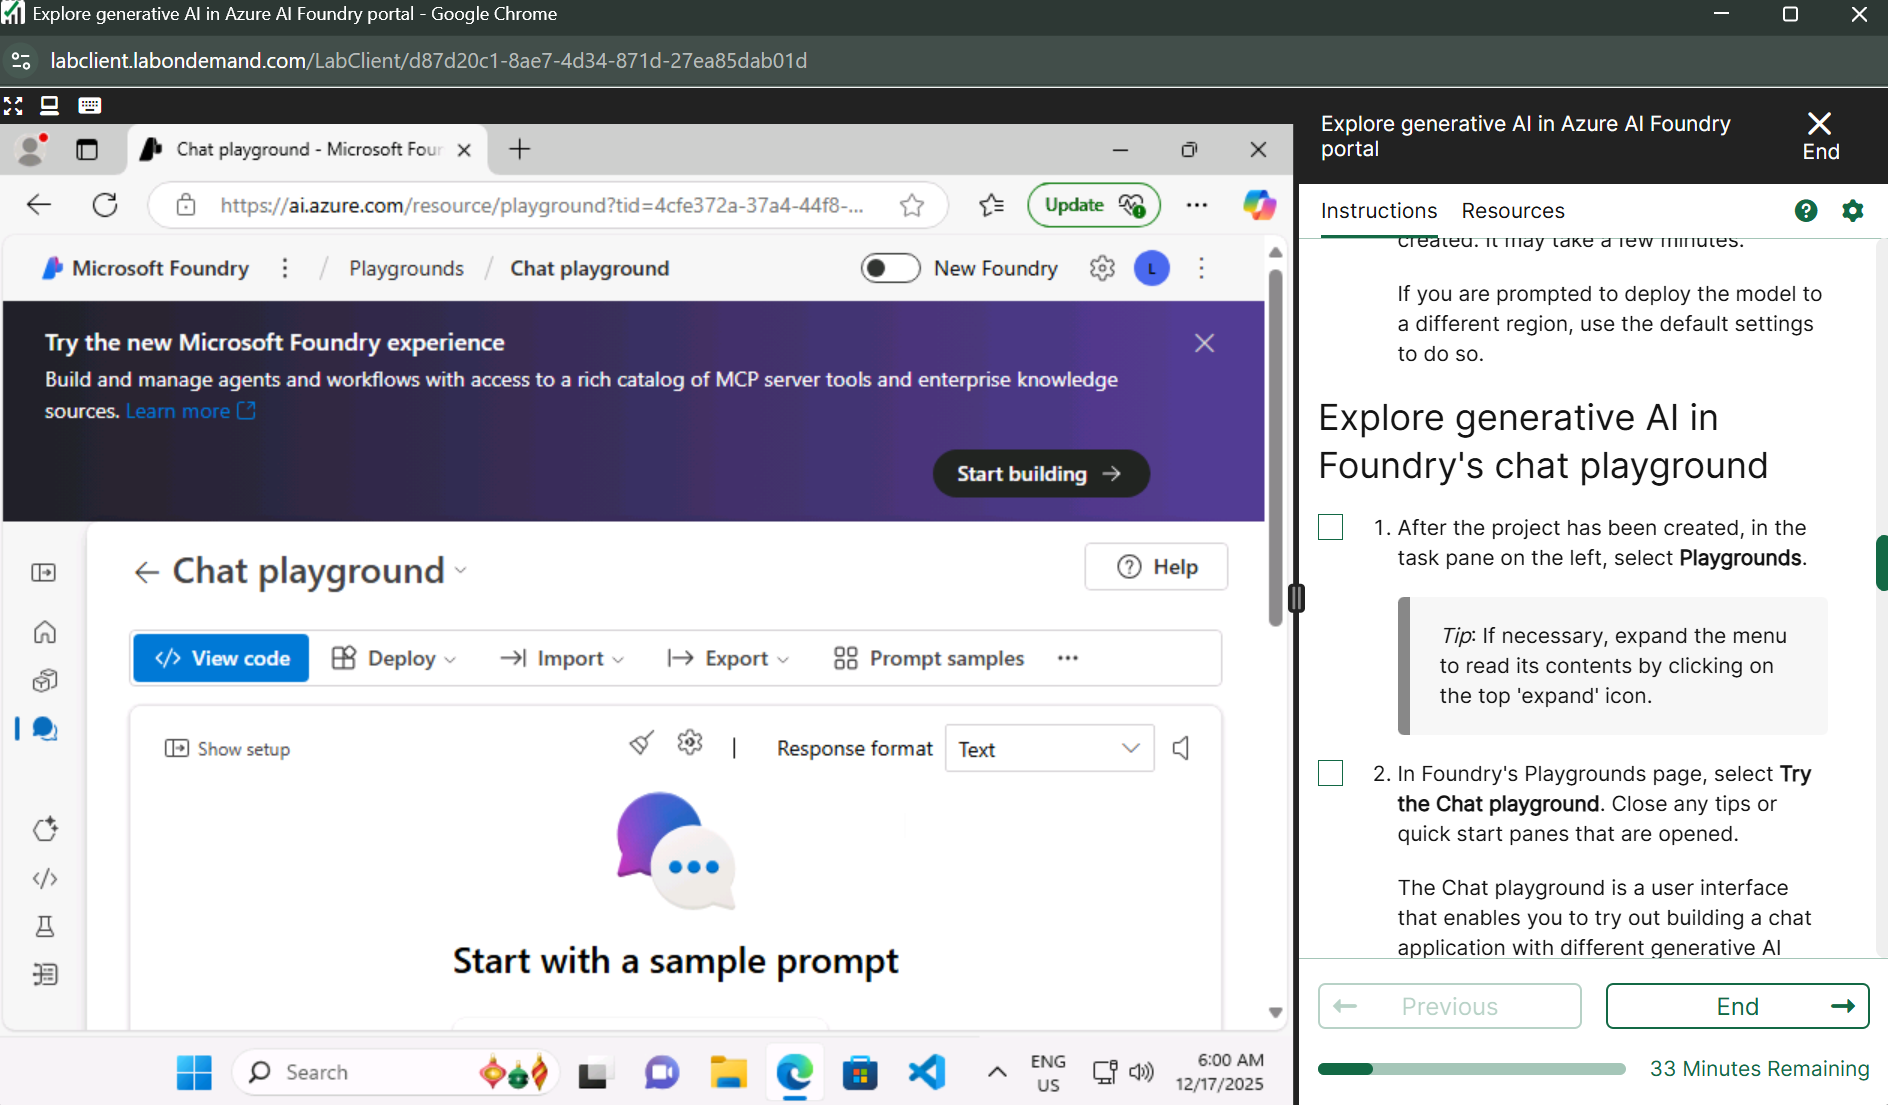 Explore generative AI in Azure AI Foundry portal - Google Chrome
labclient.labondemand.com/LabClient/d87d20c1-8ae7-4d34-871d-27ea85dab01d
Chat playground - Microsoft Four
https://ai.azure.com/resource/playground?tid=4cfe372a-37a4-44f8-...
Update
Microsoft Foundry / Playgrounds / Chat playground
New Foundry
L
Try the new Microsoft Foundry experience
Build and manage agents and workflows with access to a rich catalog of MCP server tools and enterprise knowledge
sources. Learn more
Start building
Chat playground
Help
View code
Deploy
Import
Export
Prompt samples
Show setup
Response format
Text
Start with a sample prompt
Search
ENG
US
6:00 AM
12/17/2025
Explore generative AI in Azure AI Foundry
portal
End
Instructions
Resources
created. It may take a few minutes.
If you are prompted to deploy the model to
a different region, use the default settings
to do so.
Explore generative AI in
Foundry's chat playground
1. After the project has been created, in the
task pane on the left, select Playgrounds.
Tip: If necessary, expand the menu
to read its contents by clicking on
the top 'expand' icon.
2. In Foundry's Playgrounds page, select Try
the Chat playground. Close any tips or
quick start panes that are opened.
The Chat playground is a user interface
that enables you to try out building a chat
application with different generative AI
Previous
End
33 Minutes Remaining